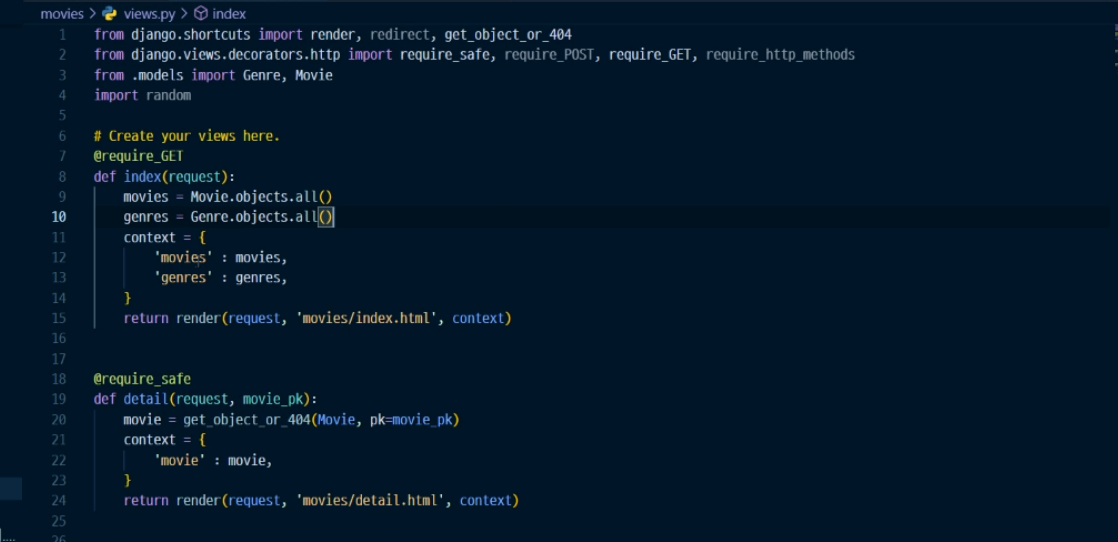 movies > views.py > index
1 from django.shortcuts import render, redirect, get_object_or_404
2 from django.views.decorators.http import require_safe, require_POST, require_GET, require_http_methods
3 from .models import Genre, Movie
4 import random
5
6 # Create your views here.
7 @require_GET
8 def index(request):
9     movies = Movie.objects.all()
10     genres = Genre.objects.all()
11     context = {
12         'movies' : movies,
13         'genres' : genres,
14     }
15     return render(request, 'movies/index.html', context)
16
17
18 @require_safe
19 def detail(request, movie_pk):
20     movie = get_object_or_404(Movie, pk=movie_pk)
21     context = {
22         'movie' : movie,
23     }
24     return render(request, 'movies/detail.html', context)
25
26